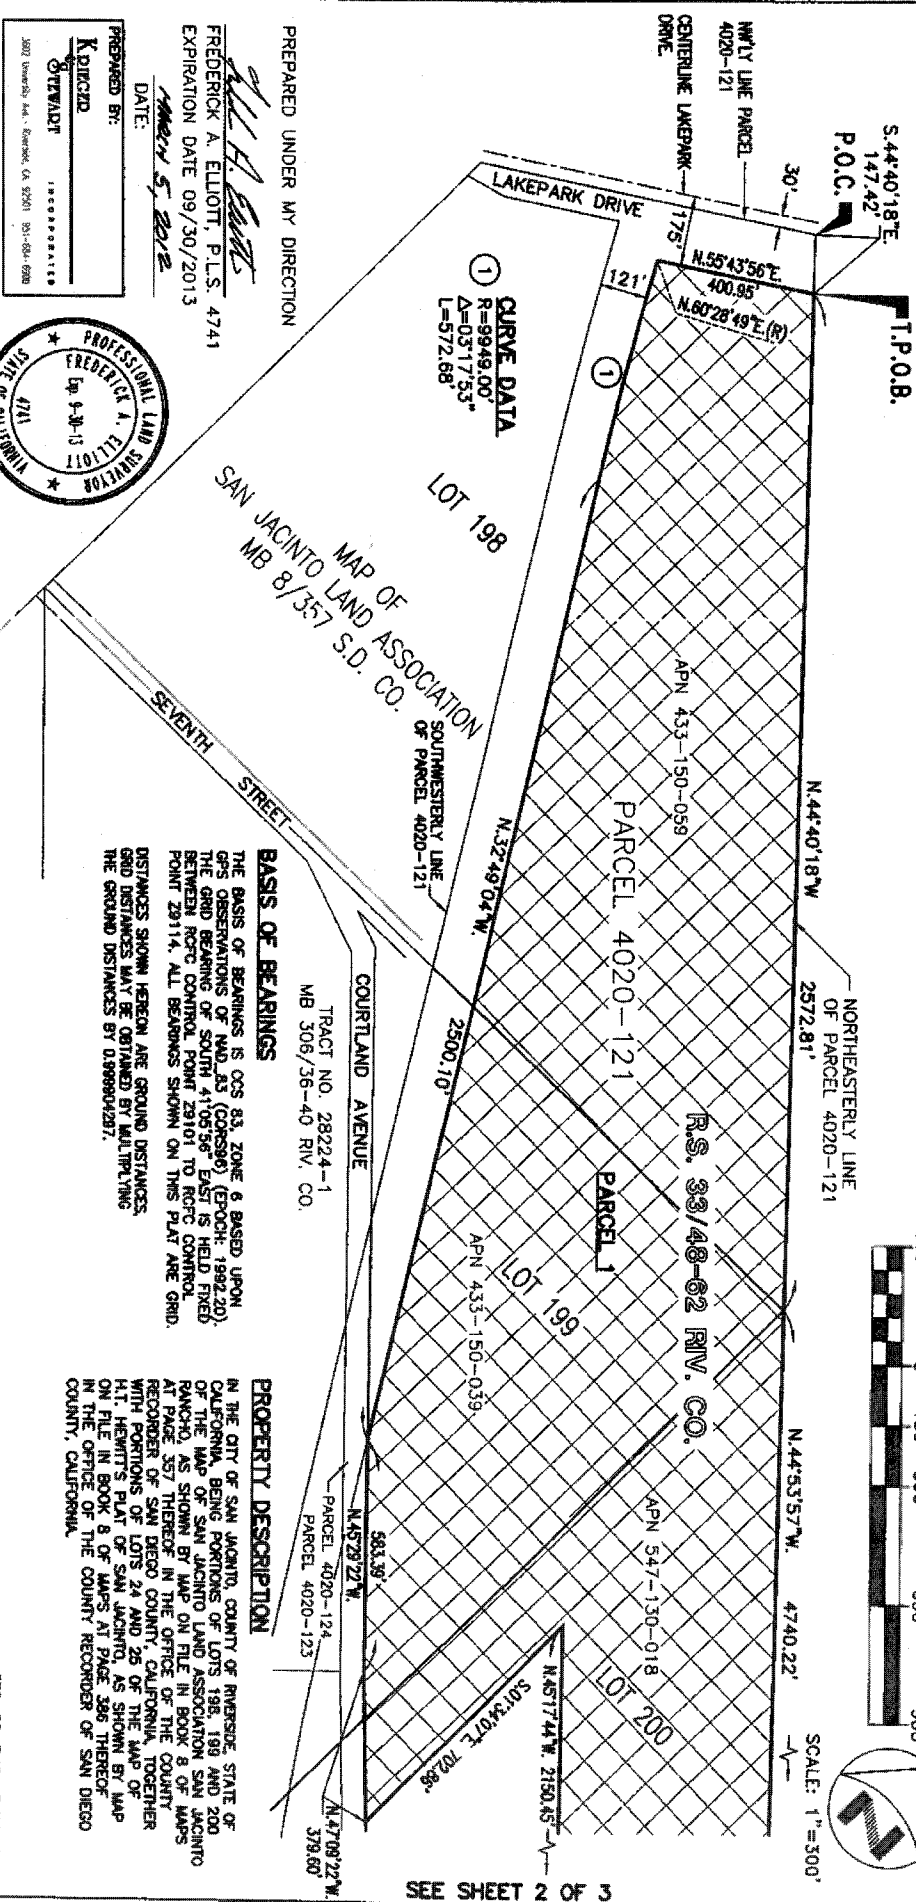 S.44°40'18"E.
147.42'
P.O.C.
T.P.O.B.
30'
NW'LY LINE PARCEL
4020-121
CENTERLINE LAKEPARK
DRIVE
LAKEPARK DRIVE
175'
N.55°43'56"E.
400.95'
N.60°28'49"E.(R)
121'
1
1
CURVE DATA
R=9949.00'
Δ=03°17'53"
L=572.68'
LOT 198
MAP OF
SAN JACINTO LAND ASSOCIATION
MB 8/357 S.D. CO.
APN 433-150-059
PARCEL 4020-121
N.44°40'18"W
2572.81'
NORTHEASTERLY LINE
OF PARCEL 4020-121
SOUTHWESTERLY LINE
OF PARCEL 4020-121
N.32°49'04"W.
2500.10'
SEVENTH STREET
COURTLAND AVENUE
TRACT NO. 28224-1
MB 306/36-40 RIV. CO.
R.S. 33/48-62 RIV. CO.
PARCEL 1
LOT 199
APN 433-150-039
N.44°53'57"W. 4740.22'
APN 547-130-018
LOT 200
N.45°17'44"W. 2150.45'
S.01°34'07"E. 702.86'
583.39'
N.45°29'22"W.
PARCEL 4020-124
PARCEL 4020-123
N.47°09'22"W.
379.60'
SCALE: 1"=300'
N
SEE SHEET 2 OF 3
PREPARED UNDER MY DIRECTION
FREDERICK A. ELLIOTT, P.L.S. 4741
EXPIRATION DATE 09/30/2013
March 5, 2012
DATE:
PREPARED BY:
KRIEGER
&
STEWART
INCORPORATED
3602 University Ave. · Riverside, CA. 92501 · 951-684-6900
PROFESSIONAL LAND SURVEYOR
FREDERICK A. ELLIOTT
Exp. 9-30-13
4741
STATE OF CALIFORNIA
BASIS OF BEARINGS
THE BASIS OF BEARINGS IS CCS 83, ZONE 6 BASED UPON
GPS OBSERVATIONS OF NAD_83 (CORS96) (EPOCH: 1992.20).
THE GRID BEARING OF SOUTH 41°05'56" EAST IS HELD FIXED
BETWEEN RCFC CONTROL POINT Z9101 TO RCFC CONTROL
POINT Z9114. ALL BEARINGS SHOWN ON THIS PLAT ARE GRID.
DISTANCES SHOWN HEREON ARE GROUND DISTANCES.
GRID DISTANCES MAY BE OBTAINED BY MULTIPLYING
THE GROUND DISTANCES BY 0.999904297.
PROPERTY DESCRIPTION
IN THE CITY OF SAN JACINTO, COUNTY OF RIVERSIDE, STATE OF
CALIFORNIA, BEING PORTIONS OF LOTS 198, 199 AND 200
OF THE MAP OF SAN JACINTO LAND ASSOCIATION SAN JACINTO
RANCHO, AS SHOWN BY MAP ON FILE IN BOOK 8 OF MAPS
AT PAGE 357 THEREOF IN THE OFFICE OF THE COUNTY
RECORDER OF SAN DIEGO COUNTY, CALIFORNIA, TOGETHER
WITH PORTIONS OF LOTS 24 AND 25 OF THE MAP OF
H.T. HEWITT'S PLAT OF SAN JACINTO, AS SHOWN BY MAP
ON FILE IN BOOK 8 OF MAPS AT PAGE 386 THEREOF
IN THE OFFICE OF THE COUNTY RECORDER OF SAN DIEGO
COUNTY, CALIFORNIA.